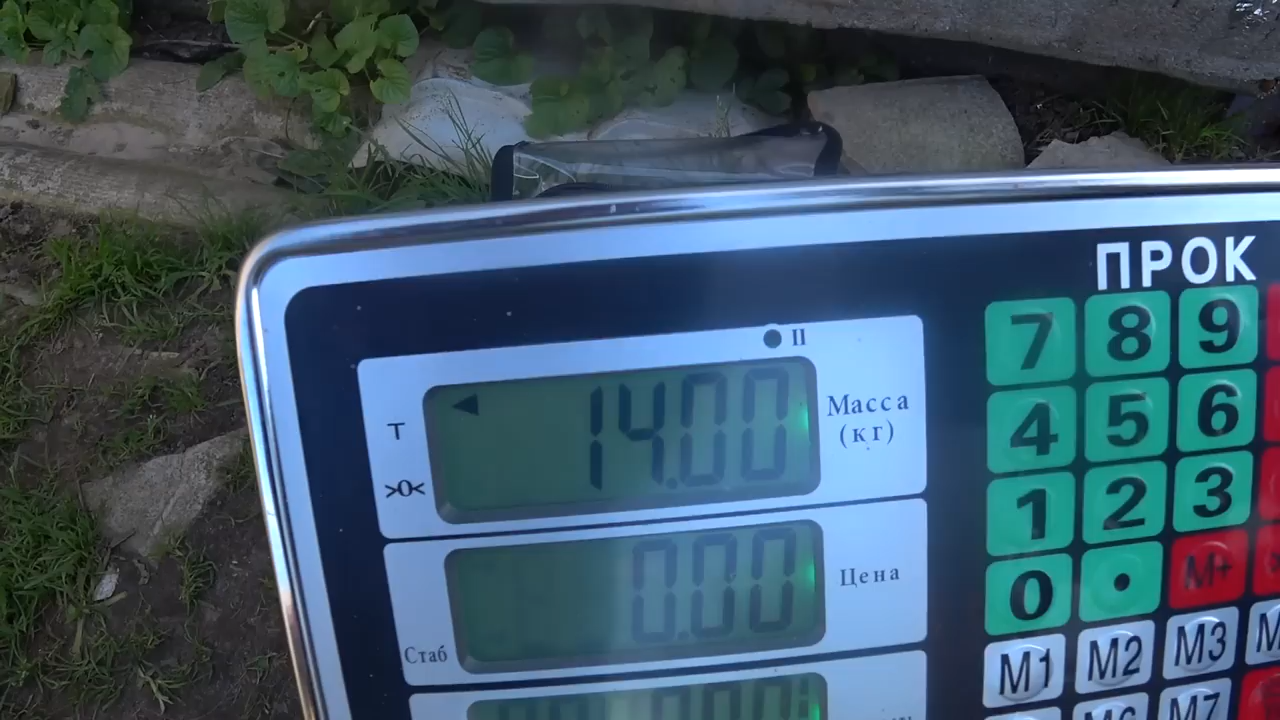 ПРОК
II
7 8 9
◄ 14.00
Масса
(кг)
T
>0<
4 5 6
1 2 3
0.00
Цена
0 • M+
Стаб
M1 M2 M3
M7